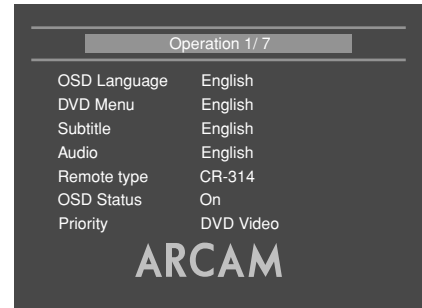 Operation 1/ 7
OSD Language English
DVD Menu English
Subtitle English
Audio English
Remote type CR-314
OSD Status On
Priority DVD Video
ARCAM